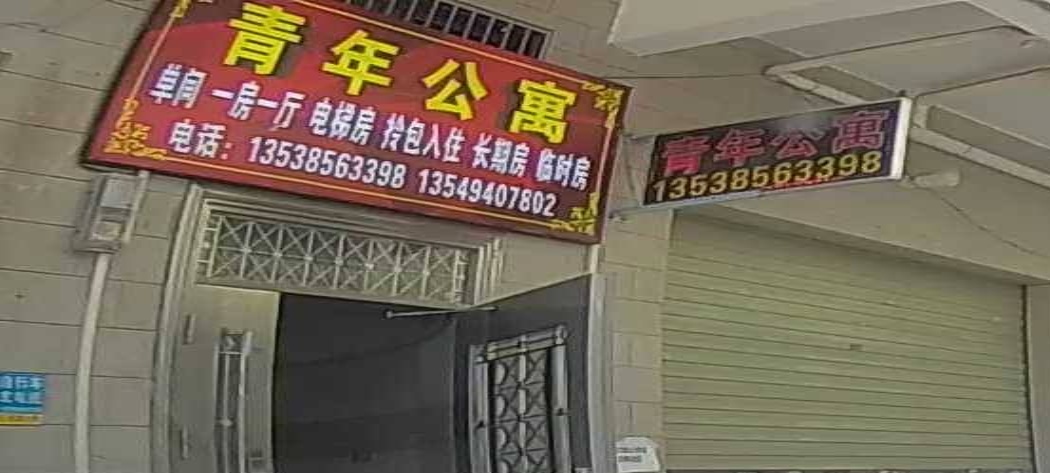 青年公寓
单间 一房一厅 电梯房 拎包入住 长期房 临时房
电话：13538563398 13549407802
青年公寓
13538563398